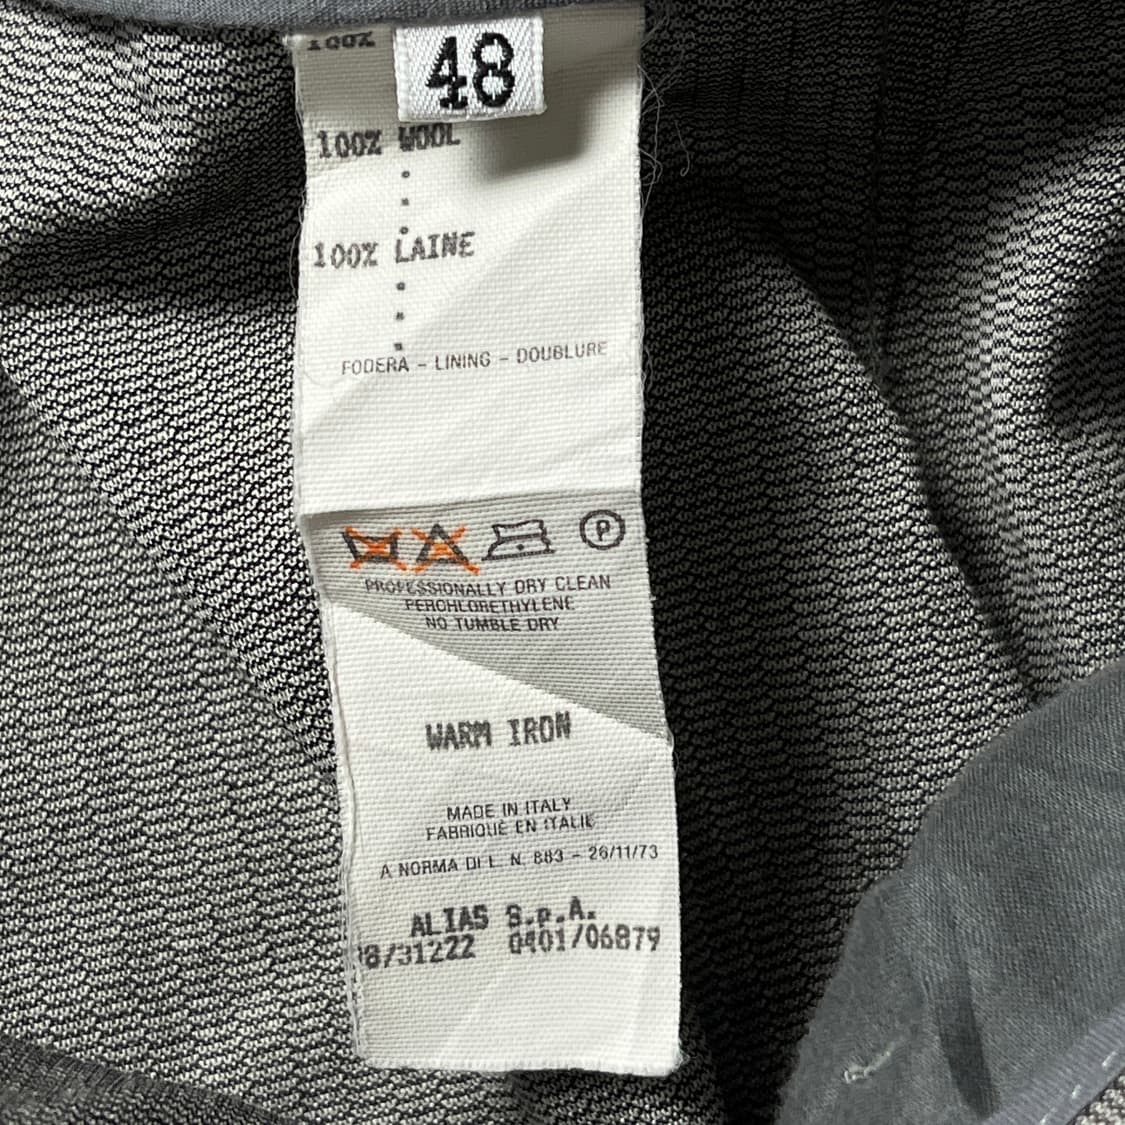 100%
48
100% WOOL
100% LAINE
FODERA - LINING - DOUBLURE
P
PROFESSIONALLY DRY CLEAN
PERCHLORETHYLENE
NO TUMBLE DRY
WARM IRON
MADE IN ITALY
FABRIQUÉ EN ITALIE
A NORMA DI L. N. 883 - 26/11/73
ALIAS S.p.A.
8/31222 0401/06879